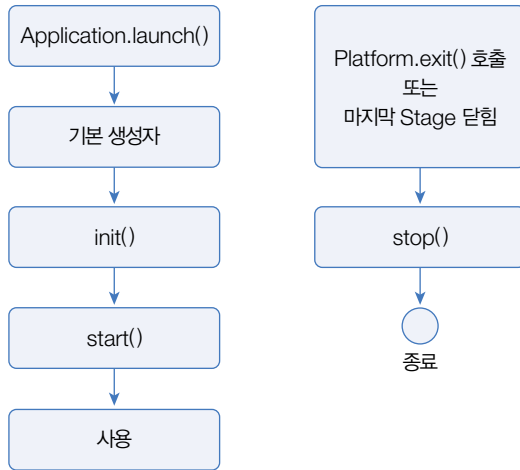 Application.launch()
기본 생성자
init()
start()
사용
Platform.exit() 호출
또는
마지막 Stage 닫힘
stop()
종료